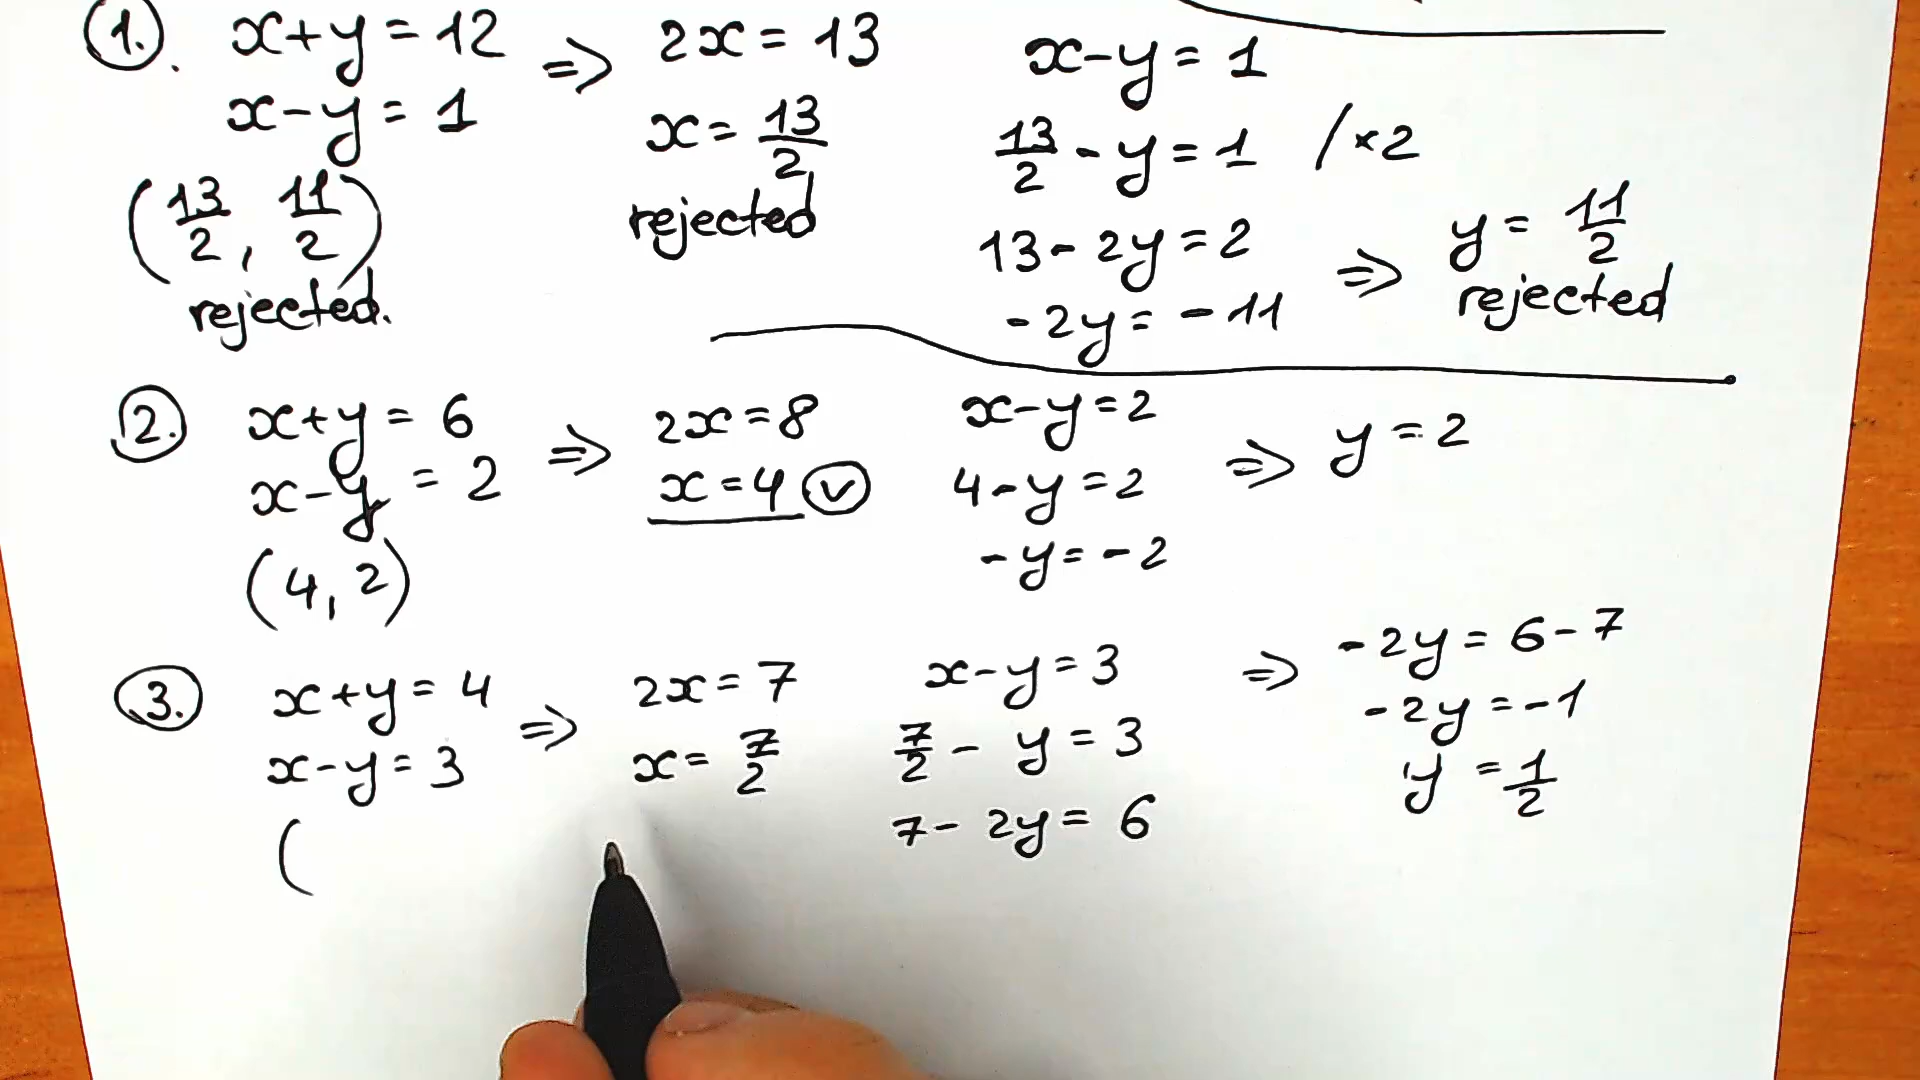 1. x+y=12 => 2x=13 x-y=1
x-y=1 x=13/2 13/2-y=1 /×2
(13/2, 11/2) rejected 13-2y=2 => y=11/2
rejected. -2y=-11 rejected
2. x+y=6 => 2x=8 x-y=2 => y=2
x-y=2 x=4 v 4-y=2
(4,2) -y=-2
3. x+y=4 => 2x=7 x-y=3 => -2y=6-7
x-y=3 x=7/2 7/2-y=3 -2y=-1
( 7-2y=6 y=1/2